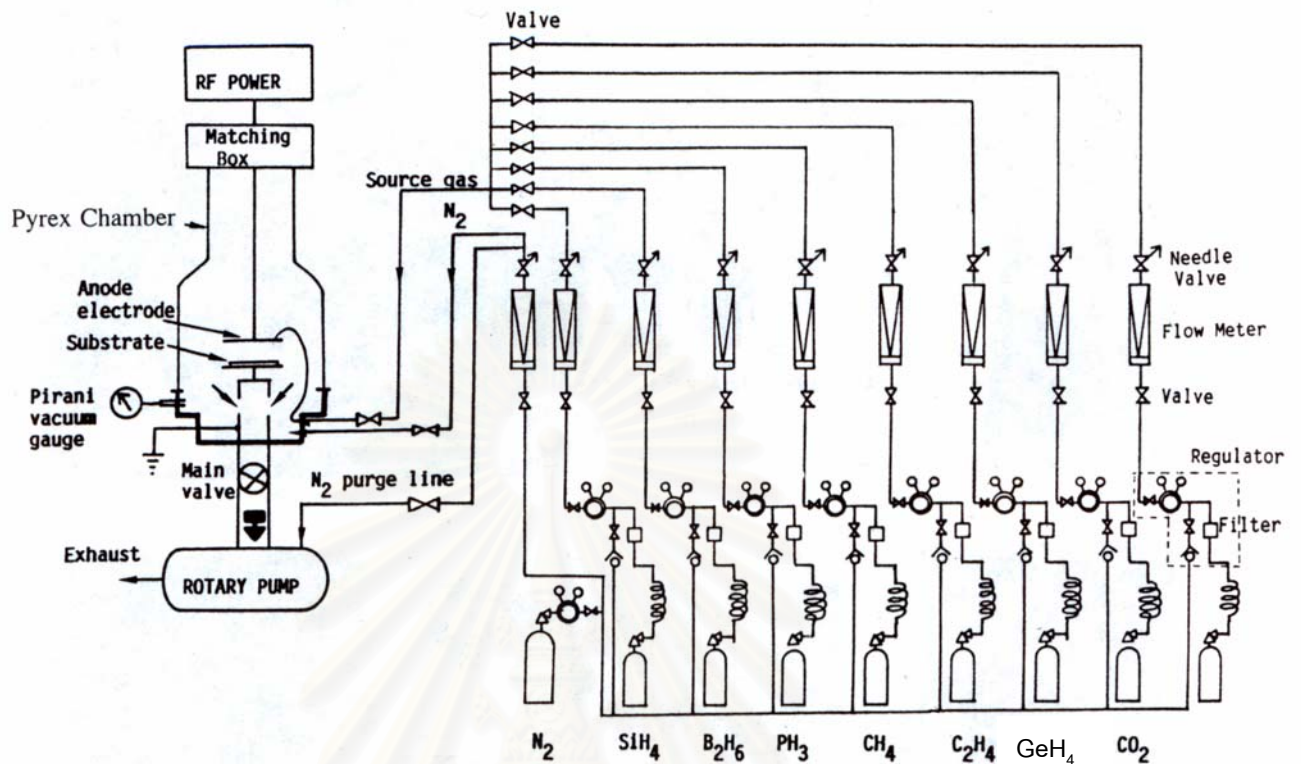 Valve
RF POWER
Matching
Box
Source gas
N₂
Pyrex Chamber
Needle
Valve
Anode
electrode
Flow Meter
Substrate
Pirani
vacuum
gauge
Valve
Regulator
Main
valve
N₂ purge line
Filter
Exhaust
ROTARY PUMP
N₂
SiH₄
B₂H₆
PH₃
CH₄
C₂H₄
GeH₄
CO₂